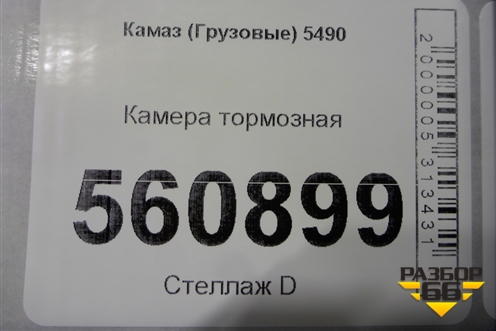 Камаз (Грузовые) 5490
Камера тормозная
560899
Стеллаж D
2000005313431
РАЗБОР
66